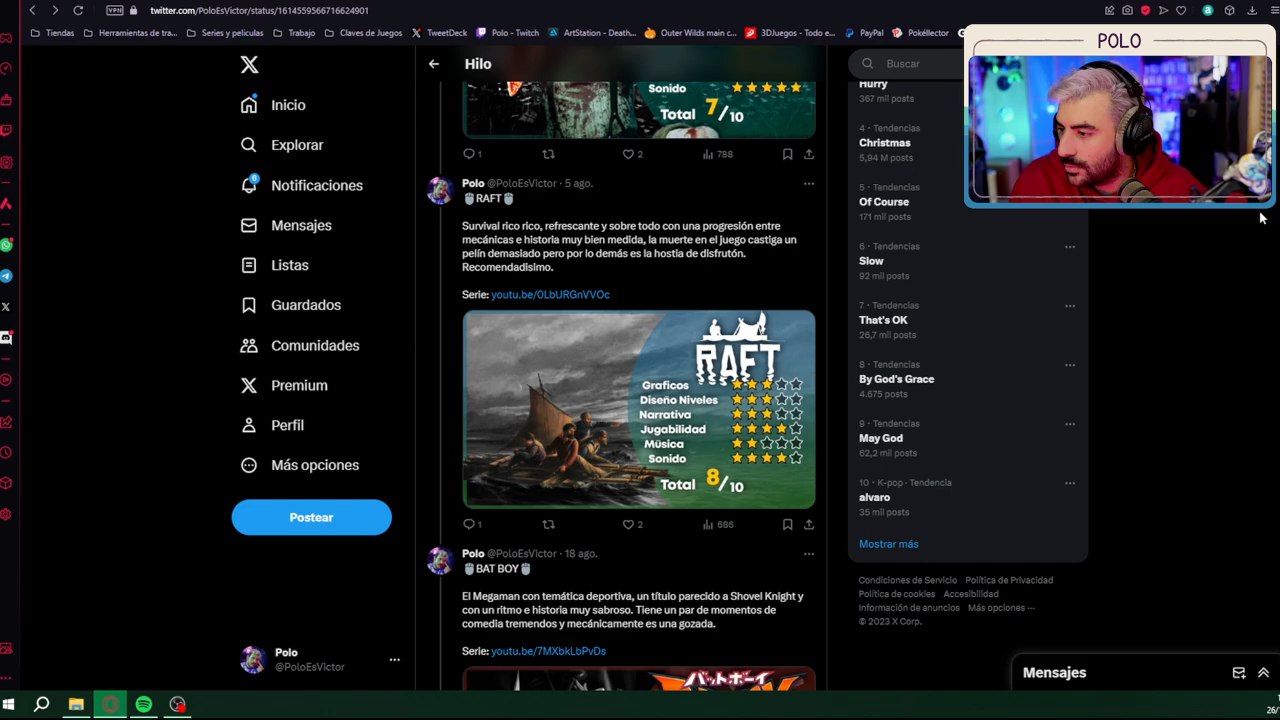 VPN
twitter.com/PoloEsVictor/status/1614559566716624901
Tiendas
Herramientas de tra...
Series y peliculas
Trabajo
Claves de Juegos
TweetDeck
Polo - Twitch
ArtStation - Death...
Outer Wilds main c...
3DJuegos - Todo e...
PayPal
Pokéllector
POLO
X
Inicio
Explorar
6
Notificaciones
Mensajes
Listas
Guardados
Comunidades
Premium
Perfil
Más opciones
Postear
Polo
@PoloEsVictor
Hilo
Sonido
Total 7/10
1
2
788
Polo @PoloEsVictor · 5 ago.
RAFT
Survival rico rico, refrescante y sobre todo con una progresión entre
mecánicas e historia muy bien medida, la muerte en el juego castiga un
pelín demasiado pero por lo demás es la hostia de disfrutón.
Recomendadisimo.
Serie: youtu.be/0LbURGnVVOc
RAFT
Graficos
Diseño Niveles
Narrativa
Jugabilidad
Música
Sonido
Total 8/10
1
2
686
Polo @PoloEsVictor · 18 ago.
BAT BOY
El Megaman con temática deportiva, un título parecido a Shovel Knight y
con un ritmo e historia muy sabroso. Tiene un par de momentos de
comedia tremendos y mecánicamente es una gozada.
Serie: youtu.be/7MXbkLbPvDs
バットボーイ
Buscar
Hurry
367 mil posts
4 · Tendencias
Christmas
5,94 M posts
5 · Tendencias
Of Course
171 mil posts
6 · Tendencias
Slow
92 mil posts
7 · Tendencias
That's OK
26,7 mil posts
8 · Tendencias
By God's Grace
4.675 posts
9 · Tendencias
May God
62,2 mil posts
10 · K-pop · Tendencia
alvaro
35 mil posts
Mostrar más
Condiciones de Servicio Política de Privacidad
Política de cookies Accesibilidad
Información de anuncios Más opciones ···
© 2023 X Corp.
Mensajes